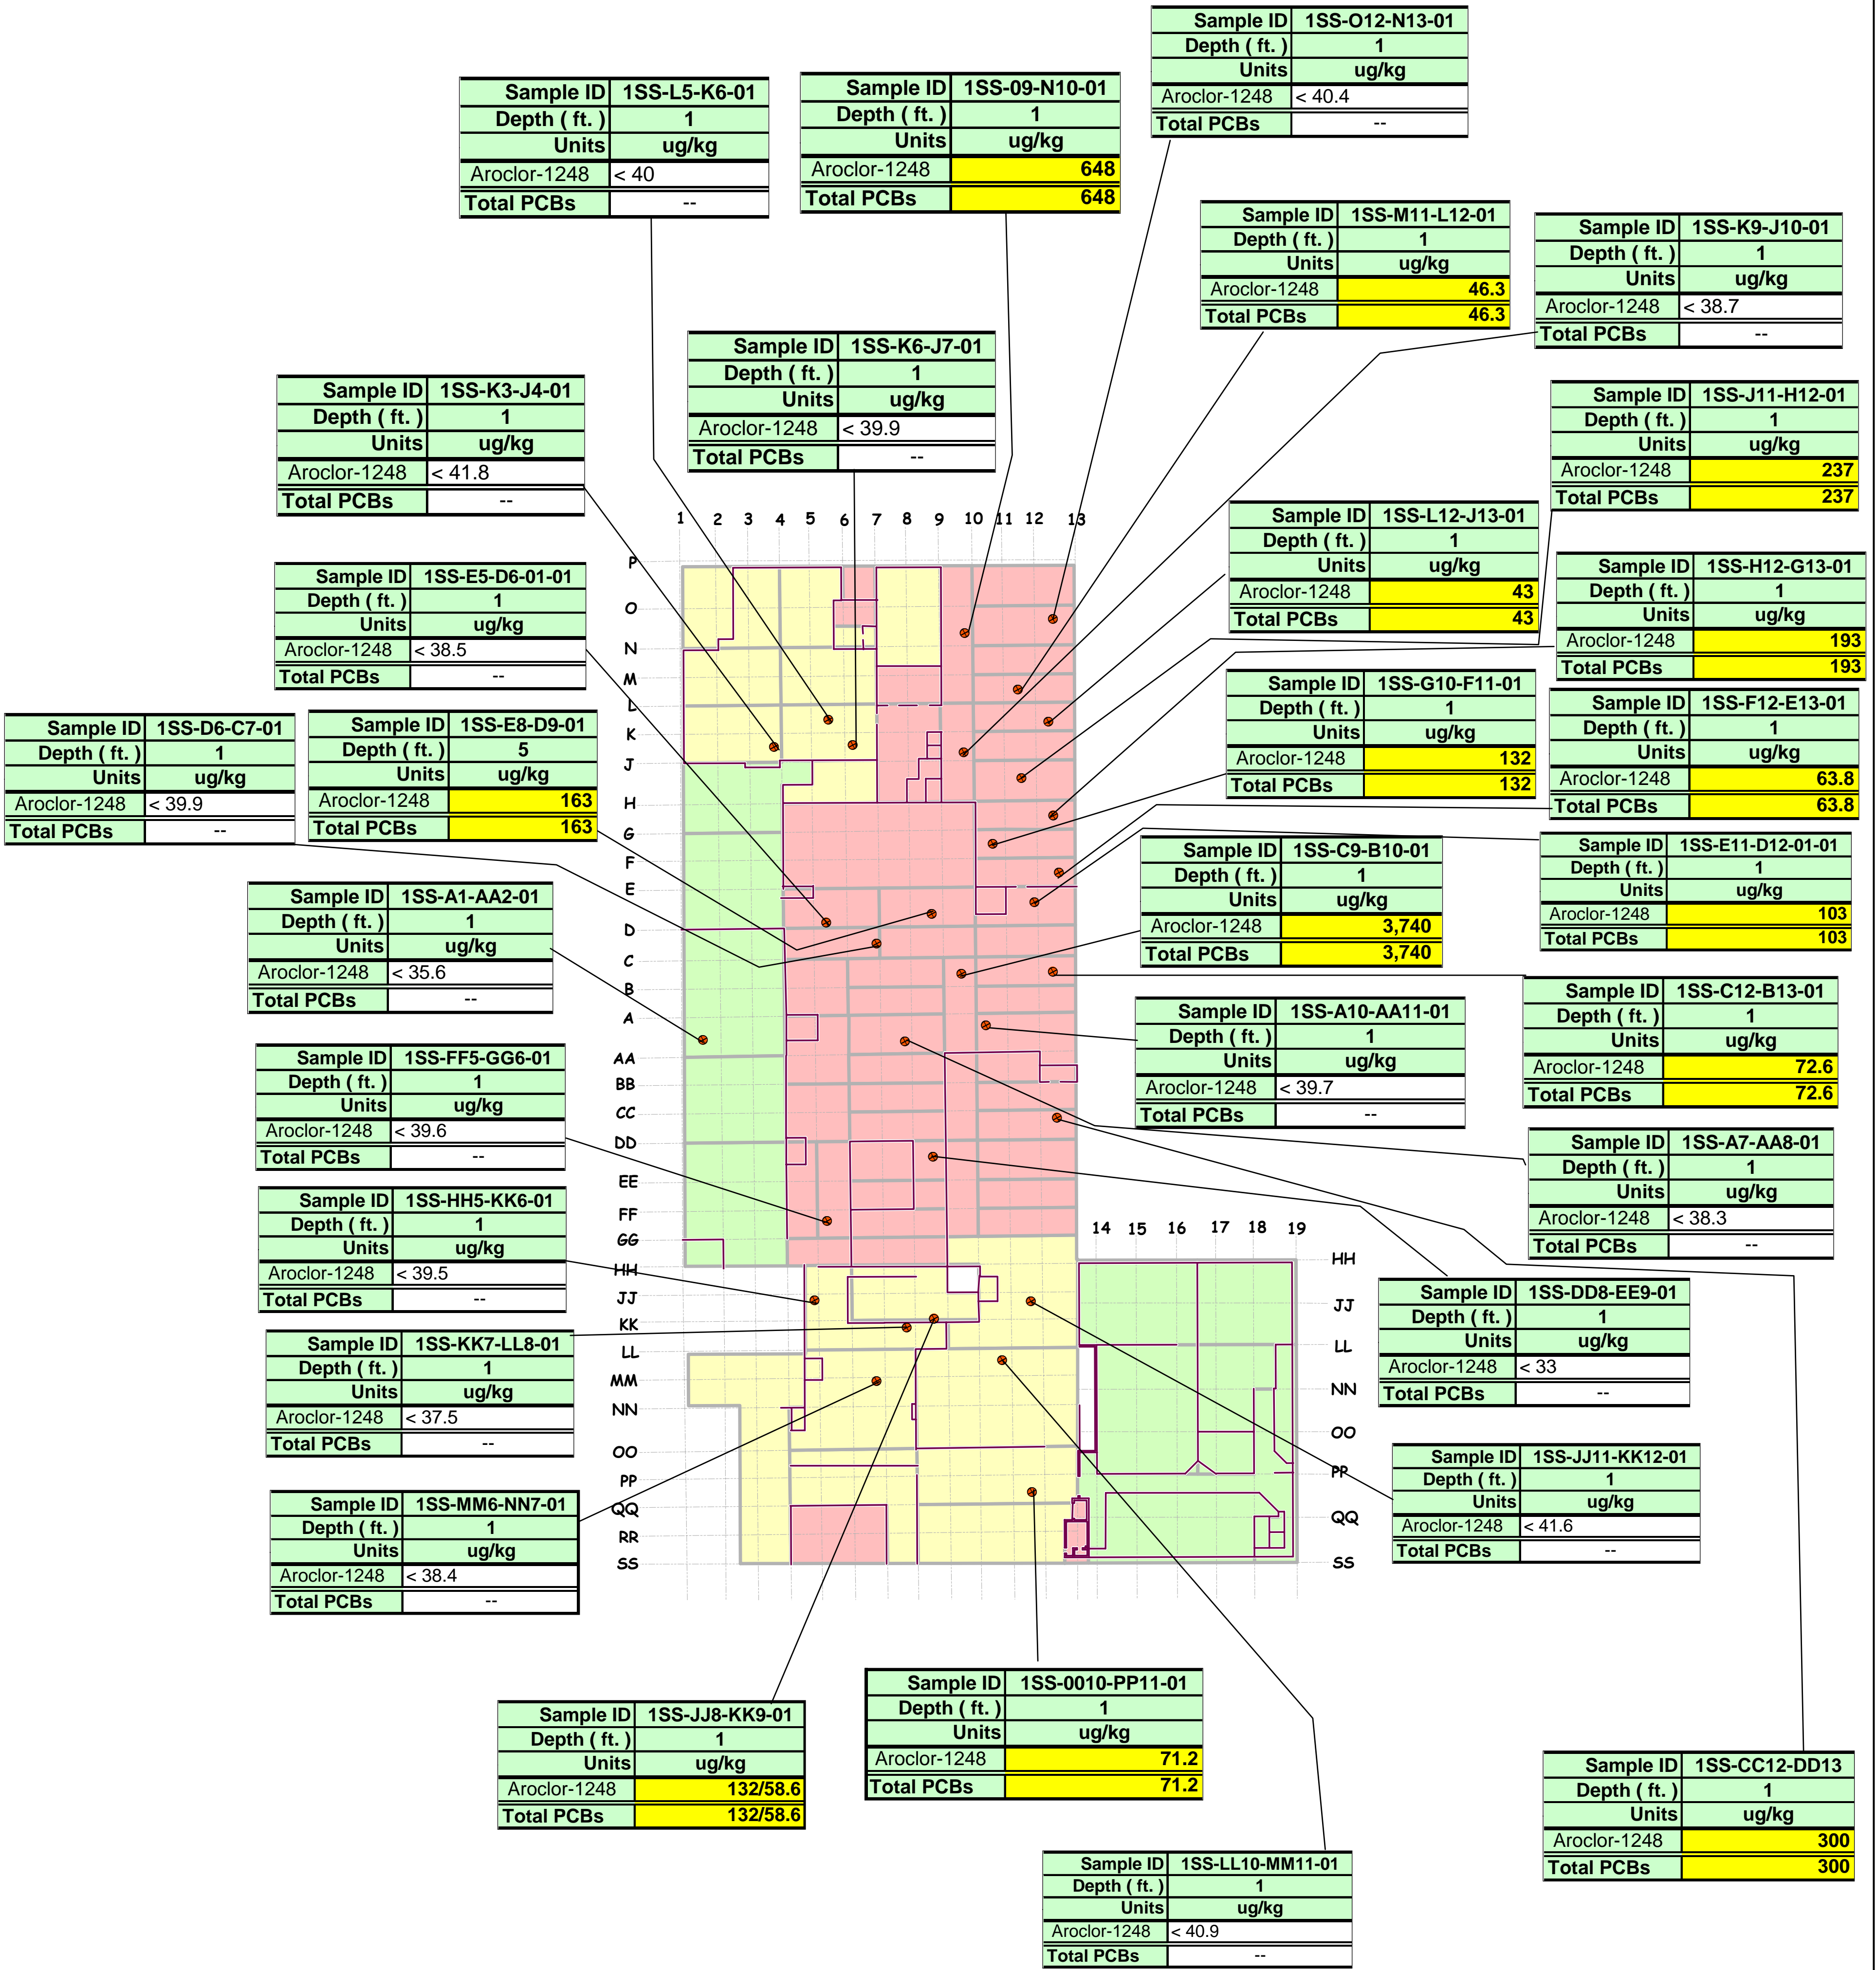 Sample ID 1SS-O12-N13-01
Depth ( ft. ) 1
Units ug/kg
Aroclor-1248 < 40.4
Total PCBs --
Sample ID 1SS-L5-K6-01
Depth ( ft. ) 1
Units ug/kg
Aroclor-1248 < 40
Total PCBs --
Sample ID 1SS-09-N10-01
Depth ( ft. ) 1
Units ug/kg
Aroclor-1248 648
Total PCBs 648
Sample ID 1SS-M11-L12-01
Depth ( ft. ) 1
Units ug/kg
Aroclor-1248 46.3
Total PCBs 46.3
Sample ID 1SS-K9-J10-01
Depth ( ft. ) 1
Units ug/kg
Aroclor-1248 < 38.7
Total PCBs --
Sample ID 1SS-K6-J7-01
Depth ( ft. ) 1
Units ug/kg
Aroclor-1248 < 39.9
Total PCBs --
Sample ID 1SS-K3-J4-01
Depth ( ft. ) 1
Units ug/kg
Aroclor-1248 < 41.8
Total PCBs --
Sample ID 1SS-J11-H12-01
Depth ( ft. ) 1
Units ug/kg
Aroclor-1248 237
Total PCBs 237
Sample ID 1SS-L12-J13-01
Depth ( ft. ) 1
Units ug/kg
Aroclor-1248 43
Total PCBs 43
Sample ID 1SS-E5-D6-01-01
Depth ( ft. ) 1
Units ug/kg
Aroclor-1248 < 38.5
Total PCBs --
Sample ID 1SS-H12-G13-01
Depth ( ft. ) 1
Units ug/kg
Aroclor-1248 193
Total PCBs 193
Sample ID 1SS-G10-F11-01
Depth ( ft. ) 1
Units ug/kg
Aroclor-1248 132
Total PCBs 132
Sample ID 1SS-F12-E13-01
Depth ( ft. ) 1
Units ug/kg
Aroclor-1248 63.8
Total PCBs 63.8
Sample ID 1SS-D6-C7-01
Depth ( ft. ) 1
Units ug/kg
Aroclor-1248 < 39.9
Total PCBs --
Sample ID 1SS-E8-D9-01
Depth ( ft. ) 5
Units ug/kg
Aroclor-1248 163
Total PCBs 163
Sample ID 1SS-C9-B10-01
Depth ( ft. ) 1
Units ug/kg
Aroclor-1248 3,740
Total PCBs 3,740
Sample ID 1SS-E11-D12-01-01
Depth ( ft. ) 1
Units ug/kg
Aroclor-1248 103
Total PCBs 103
Sample ID 1SS-A1-AA2-01
Depth ( ft. ) 1
Units ug/kg
Aroclor-1248 < 35.6
Total PCBs --
Sample ID 1SS-C12-B13-01
Depth ( ft. ) 1
Units ug/kg
Aroclor-1248 72.6
Total PCBs 72.6
Sample ID 1SS-A10-AA11-01
Depth ( ft. ) 1
Units ug/kg
Aroclor-1248 < 39.7
Total PCBs --
Sample ID 1SS-FF5-GG6-01
Depth ( ft. ) 1
Units ug/kg
Aroclor-1248 < 39.6
Total PCBs --
Sample ID 1SS-A7-AA8-01
Depth ( ft. ) 1
Units ug/kg
Aroclor-1248 < 38.3
Total PCBs --
Sample ID 1SS-HH5-KK6-01
Depth ( ft. ) 1
Units ug/kg
Aroclor-1248 < 39.5
Total PCBs --
Sample ID 1SS-DD8-EE9-01
Depth ( ft. ) 1
Units ug/kg
Aroclor-1248 < 33
Total PCBs --
Sample ID 1SS-KK7-LL8-01
Depth ( ft. ) 1
Units ug/kg
Aroclor-1248 < 37.5
Total PCBs --
Sample ID 1SS-JJ11-KK12-01
Depth ( ft. ) 1
Units ug/kg
Aroclor-1248 < 41.6
Total PCBs --
Sample ID 1SS-MM6-NN7-01
Depth ( ft. ) 1
Units ug/kg
Aroclor-1248 < 38.4
Total PCBs --
Sample ID 1SS-JJ8-KK9-01
Depth ( ft. ) 1
Units ug/kg
Aroclor-1248 132/58.6
Total PCBs 132/58.6
Sample ID 1SS-0010-PP11-01
Depth ( ft. ) 1
Units ug/kg
Aroclor-1248 71.2
Total PCBs 71.2
Sample ID 1SS-CC12-DD13
Depth ( ft. ) 1
Units ug/kg
Aroclor-1248 300
Total PCBs 300
Sample ID 1SS-LL10-MM11-01
Depth ( ft. ) 1
Units ug/kg
Aroclor-1248 < 40.9
Total PCBs --
1 2 3 4 5 6 7 8 9 10 11 12 13
P
O
N
M
L
K
J
H
G
F
E
D
C
B
A
AA
BB
CC
DD
EE
FF
GG
HH
JJ
KK
LL
MM
NN
OO
PP
QQ
RR
SS
14 15 16 17 18 19
HH
JJ
LL
NN
OO
PP
QQ
SS